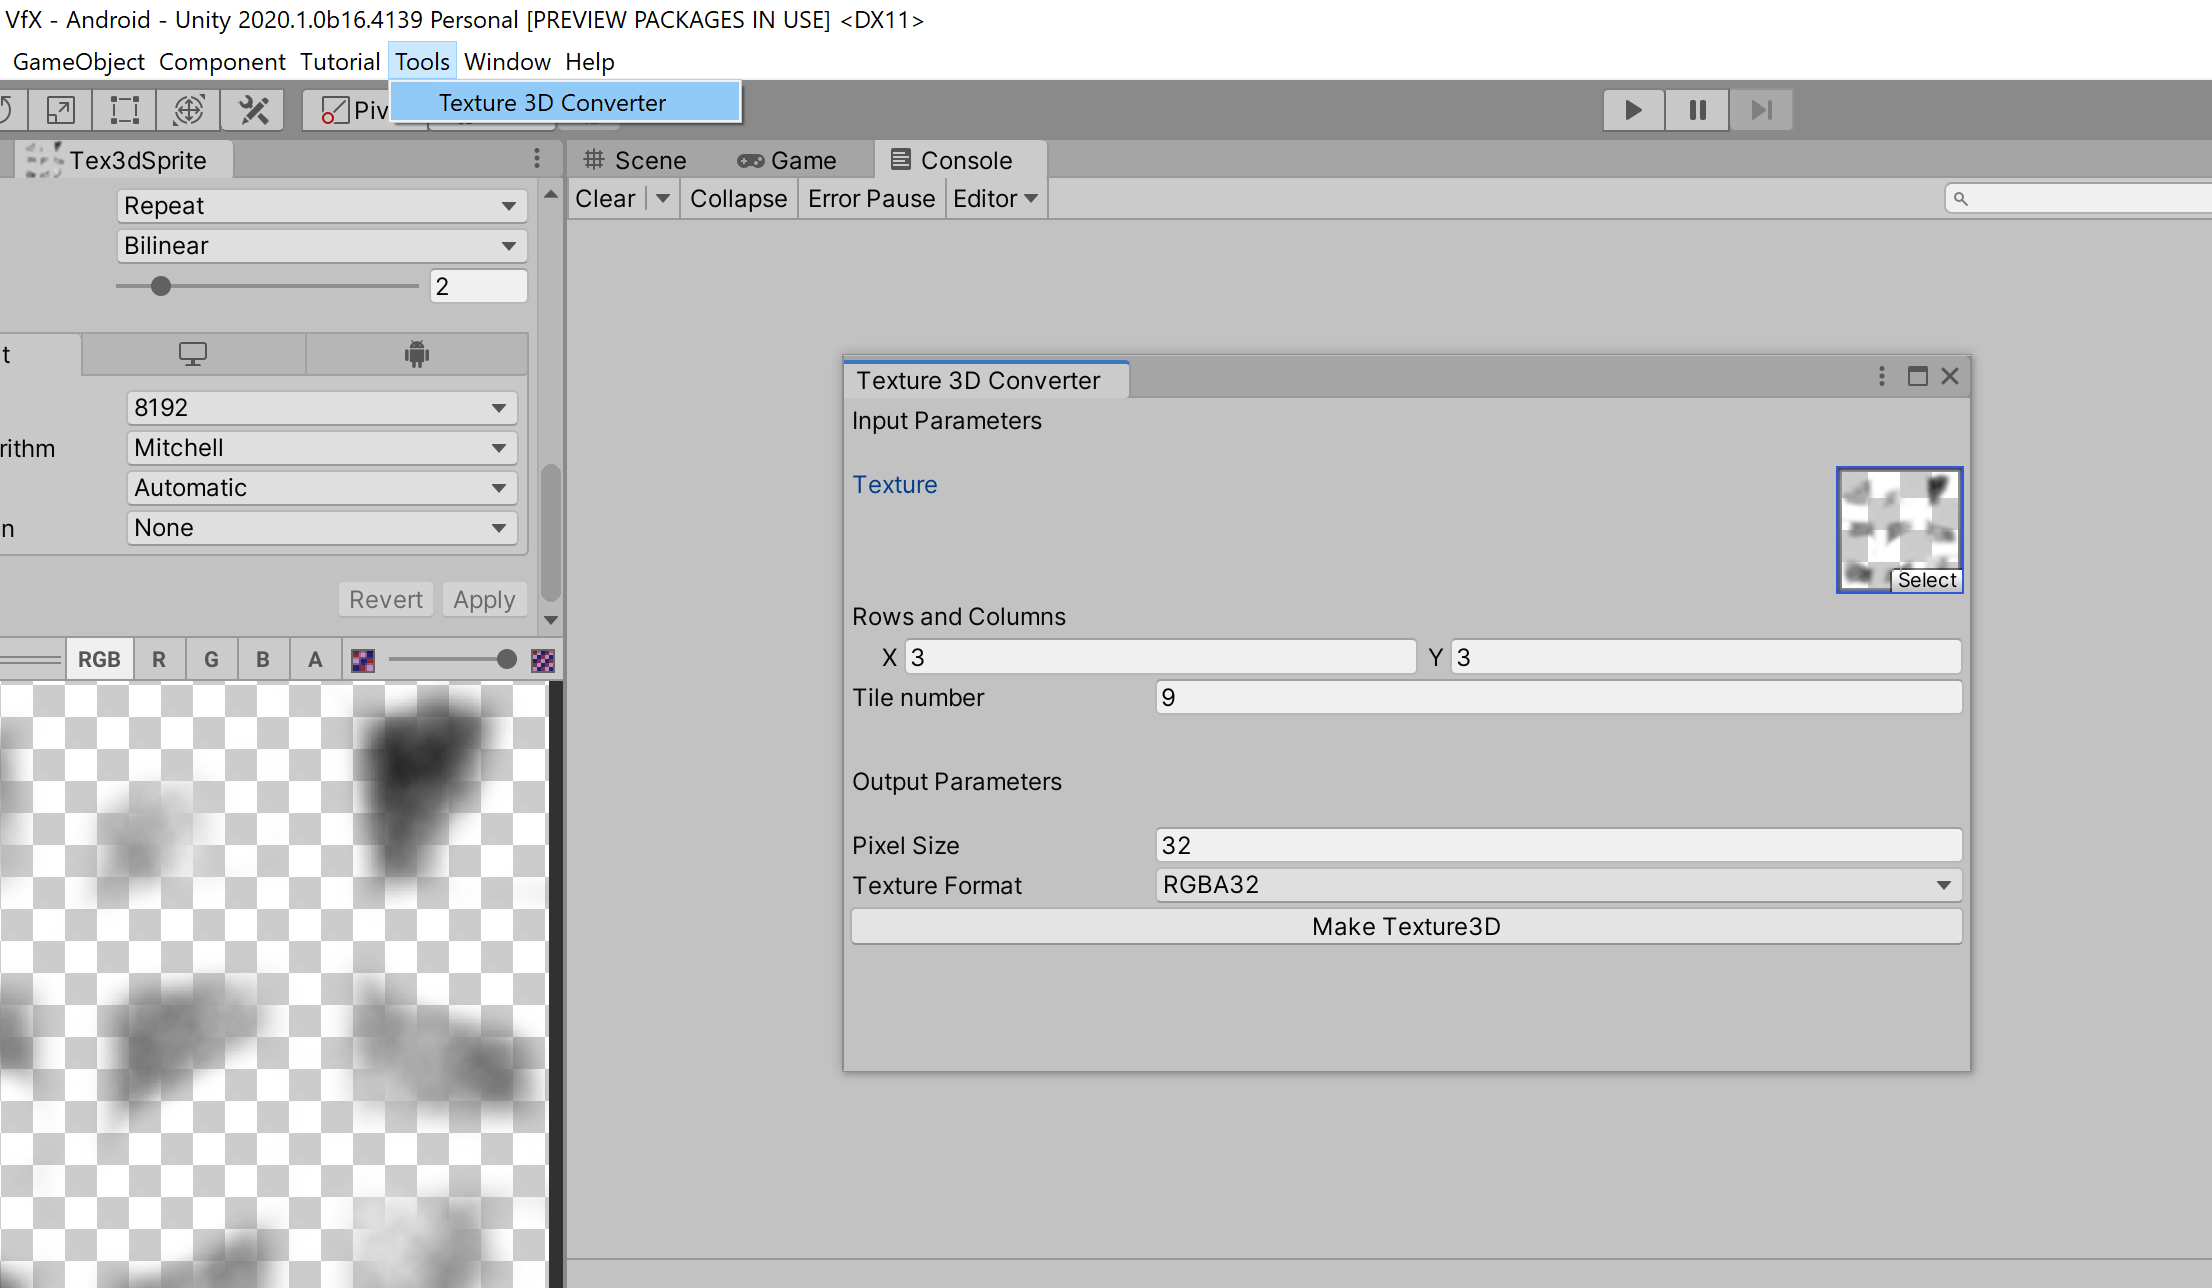 VfX - Android - Unity 2020.1.0b16.4139 Personal [PREVIEW PACKAGES IN USE] <DX11>
GameObject Component Tutorial Tools Window Help
Texture 3D Converter
Piv
Tex3dSprite
Scene
Game
Console
Clear
Collapse
Error Pause
Editor
Repeat
Bilinear
2
t
8192
rithm
Mitchell
Automatic
n
None
Revert
Apply
RGB
R
G
B
A
Texture 3D Converter
Input Parameters
Texture
Select
Rows and Columns
X 3 Y 3
Tile number 9
Output Parameters
Pixel Size 32
Texture Format RGBA32
Make Texture3D